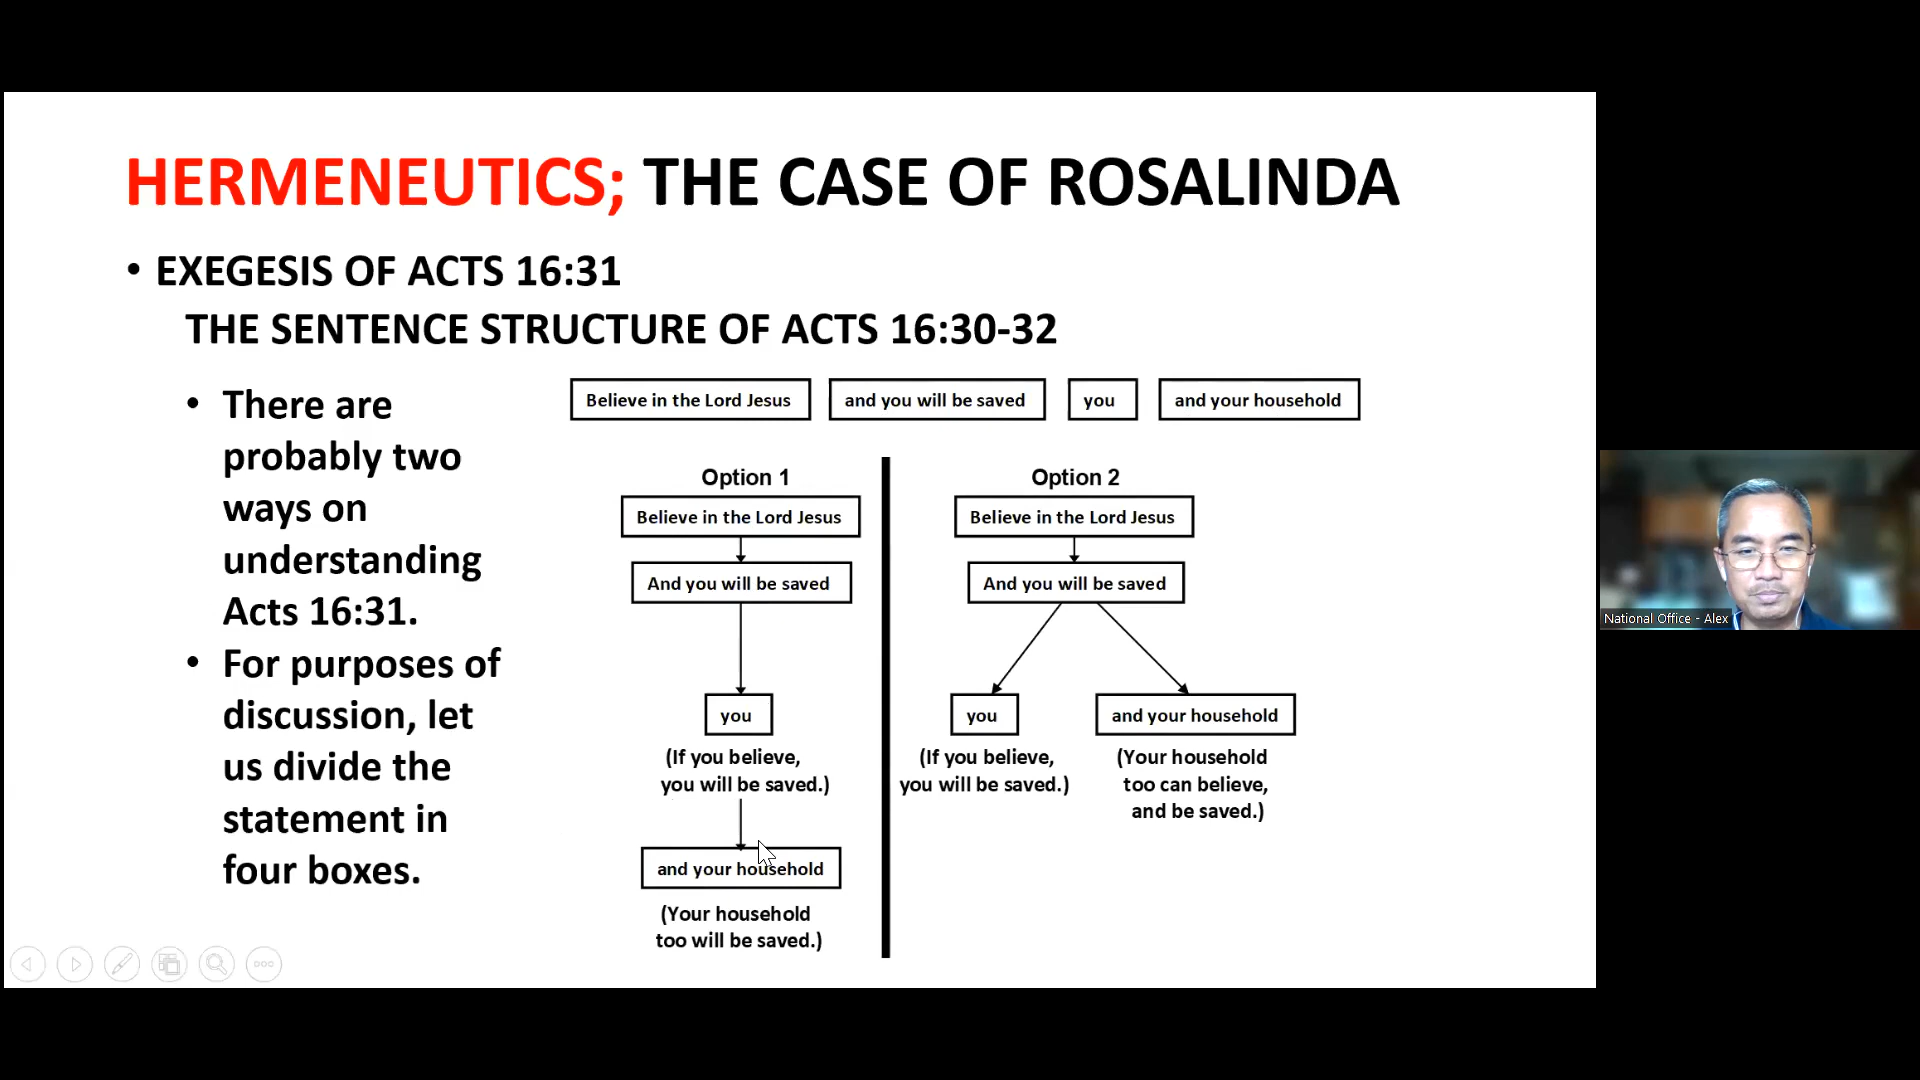 HERMENEUTICS; THE CASE OF ROSALINDA
• EXEGESIS OF ACTS 16:31
THE SENTENCE STRUCTURE OF ACTS 16:30-32
• There are
probably two
ways on
understanding
Acts 16:31.
• For purposes of
discussion, let
us divide the
statement in
four boxes.
Believe in the Lord Jesus
and you will be saved
you
and your household
Option 1
Believe in the Lord Jesus
And you will be saved
you
(If you believe,
you will be saved.)
and your household
(Your household
too will be saved.)
Option 2
Believe in the Lord Jesus
And you will be saved
you
(If you believe,
you will be saved.)
and your household
(Your household
too can believe,
and be saved.)
National Office - Alex